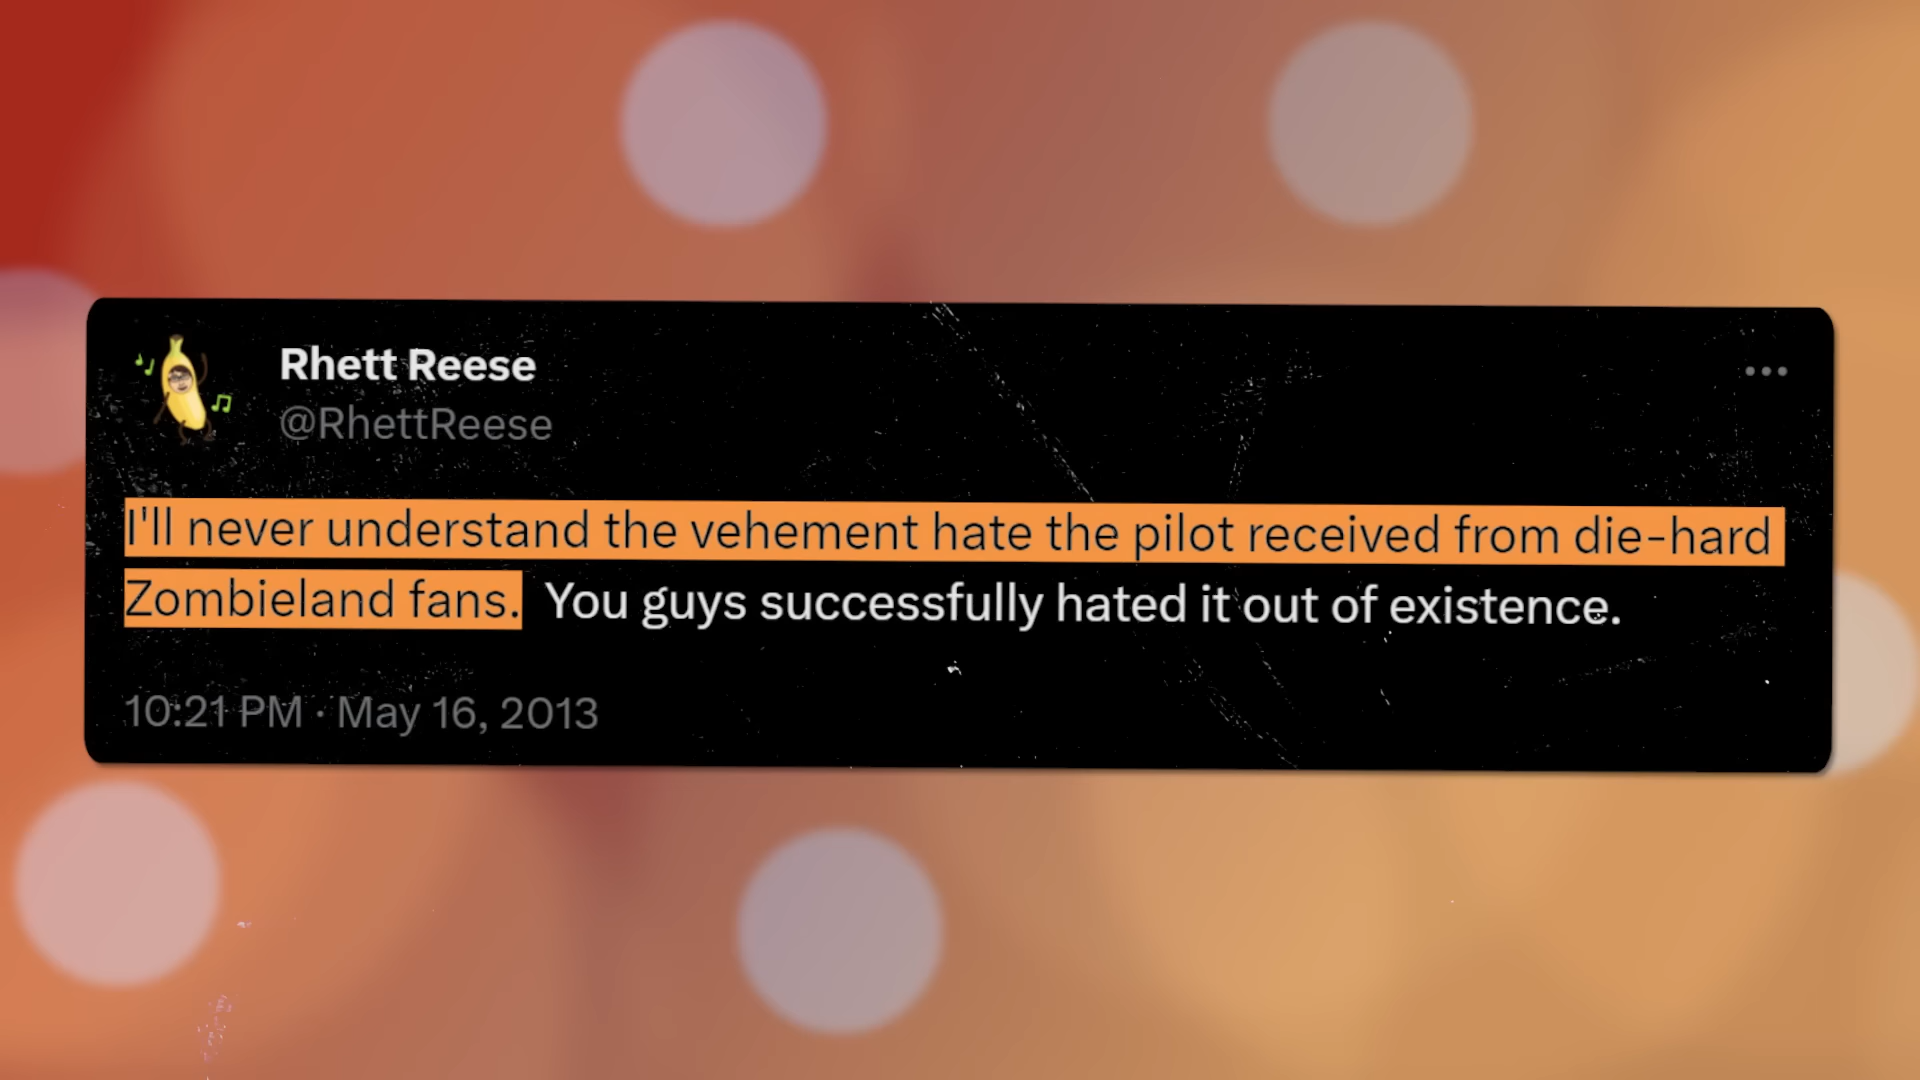 Rhett Reese
@RhettReese
I'll never understand the vehement hate the pilot received from die-hard
Zombieland fans. You guys successfully hated it out of existence.
10:21 PM · May 16, 2013